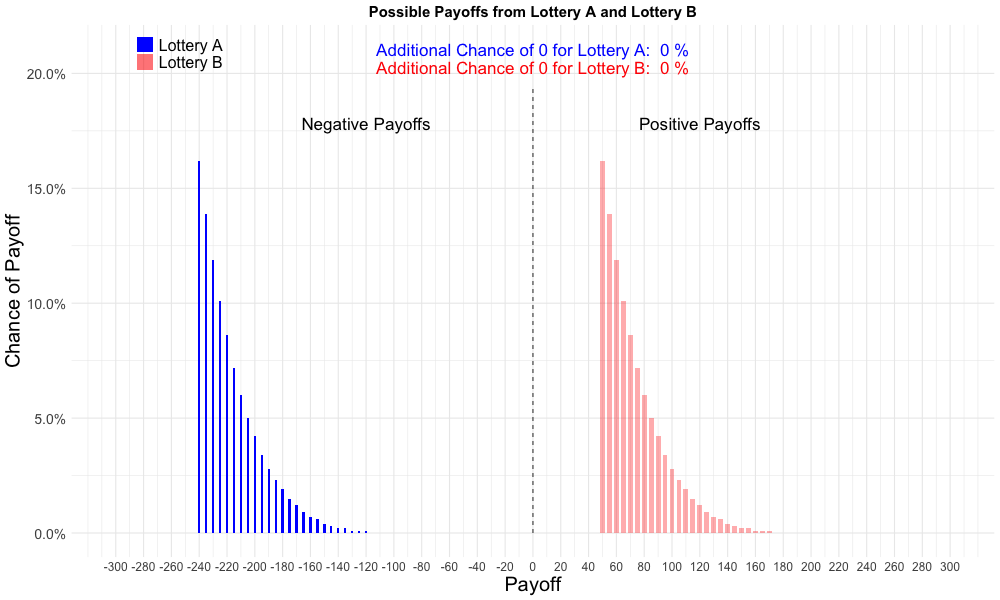 Possible Payoffs from Lottery A and Lottery B
Lottery A
Lottery B
Additional Chance of 0 for Lottery A: 0 %
Additional Chance of 0 for Lottery B: 0 %
Negative Payoffs
Positive Payoffs
Chance of Payoff
20.0%
15.0%
10.0%
5.0%
0.0%
-300 -280 -260 -240 -220 -200 -180 -160 -140 -120 -100 -80 -60 -40 -20 0 20 40 60 80 100 120 140 160 180 200 220 240 260 280 300
Payoff